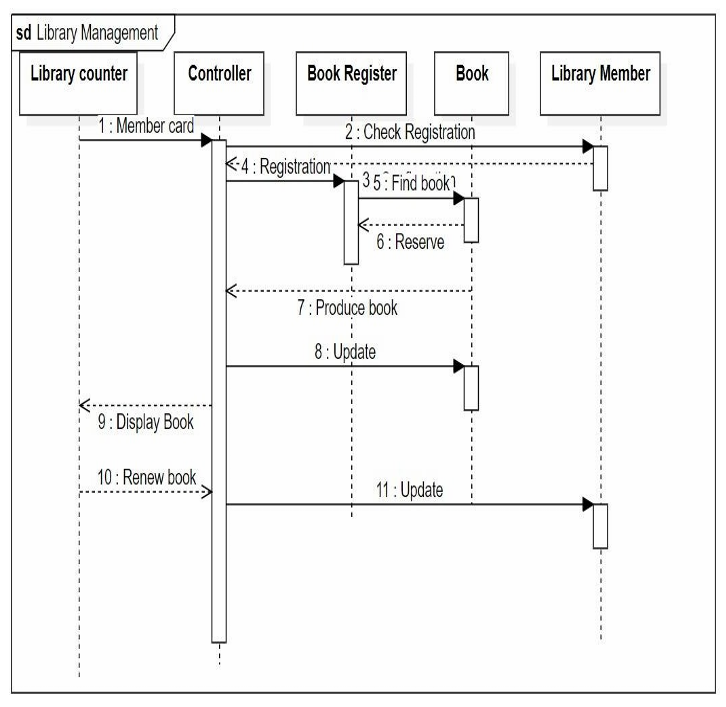 sd Library Management
Library counter
Controller
Book Register
Book
Library Member
1 : Member card
2 : Check Registration
3
4 : Registration
5 : Find book
6 : Reserve
7 : Produce book
8 : Update
9 : Display Book
10 : Renew book
11 : Update